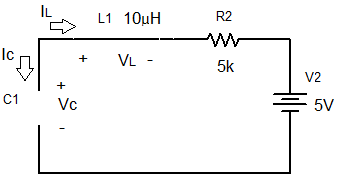 IL L1 10µH R2
Ic + VL - 5k V2
C1 + Vc - 5V